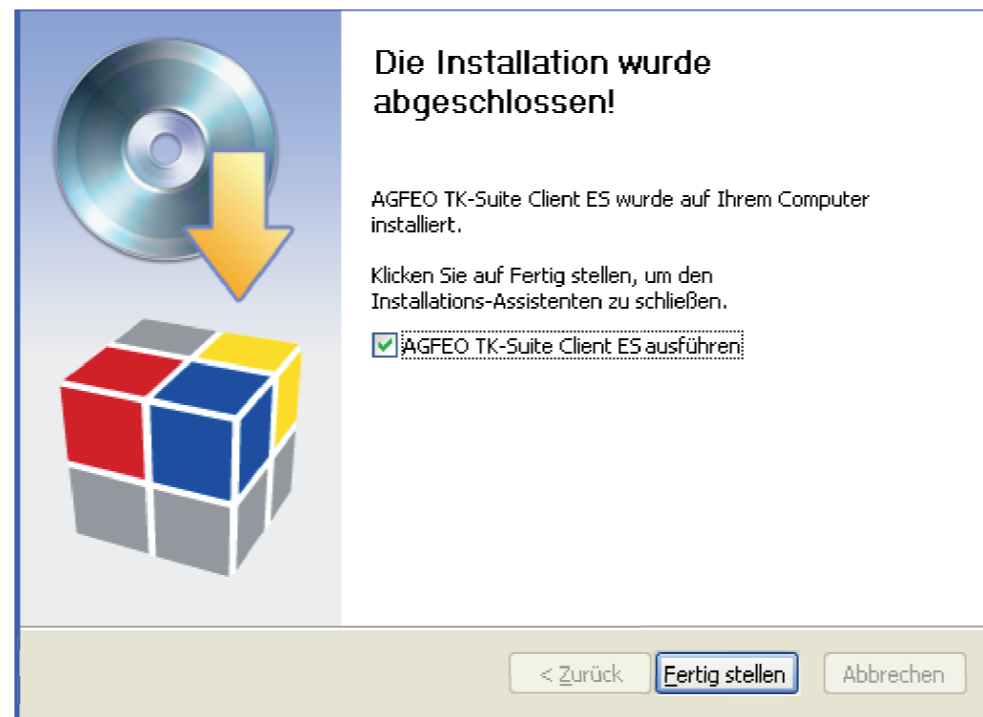 Die Installation wurde
abgeschlossen!
AGFEO TK-Suite Client ES wurde auf Ihrem Computer
installiert.
Klicken Sie auf Fertig stellen, um den
Installations-Assistenten zu schließen.
AGFEO TK-Suite Client ES ausführen
< Zurück Fertig stellen Abbrechen